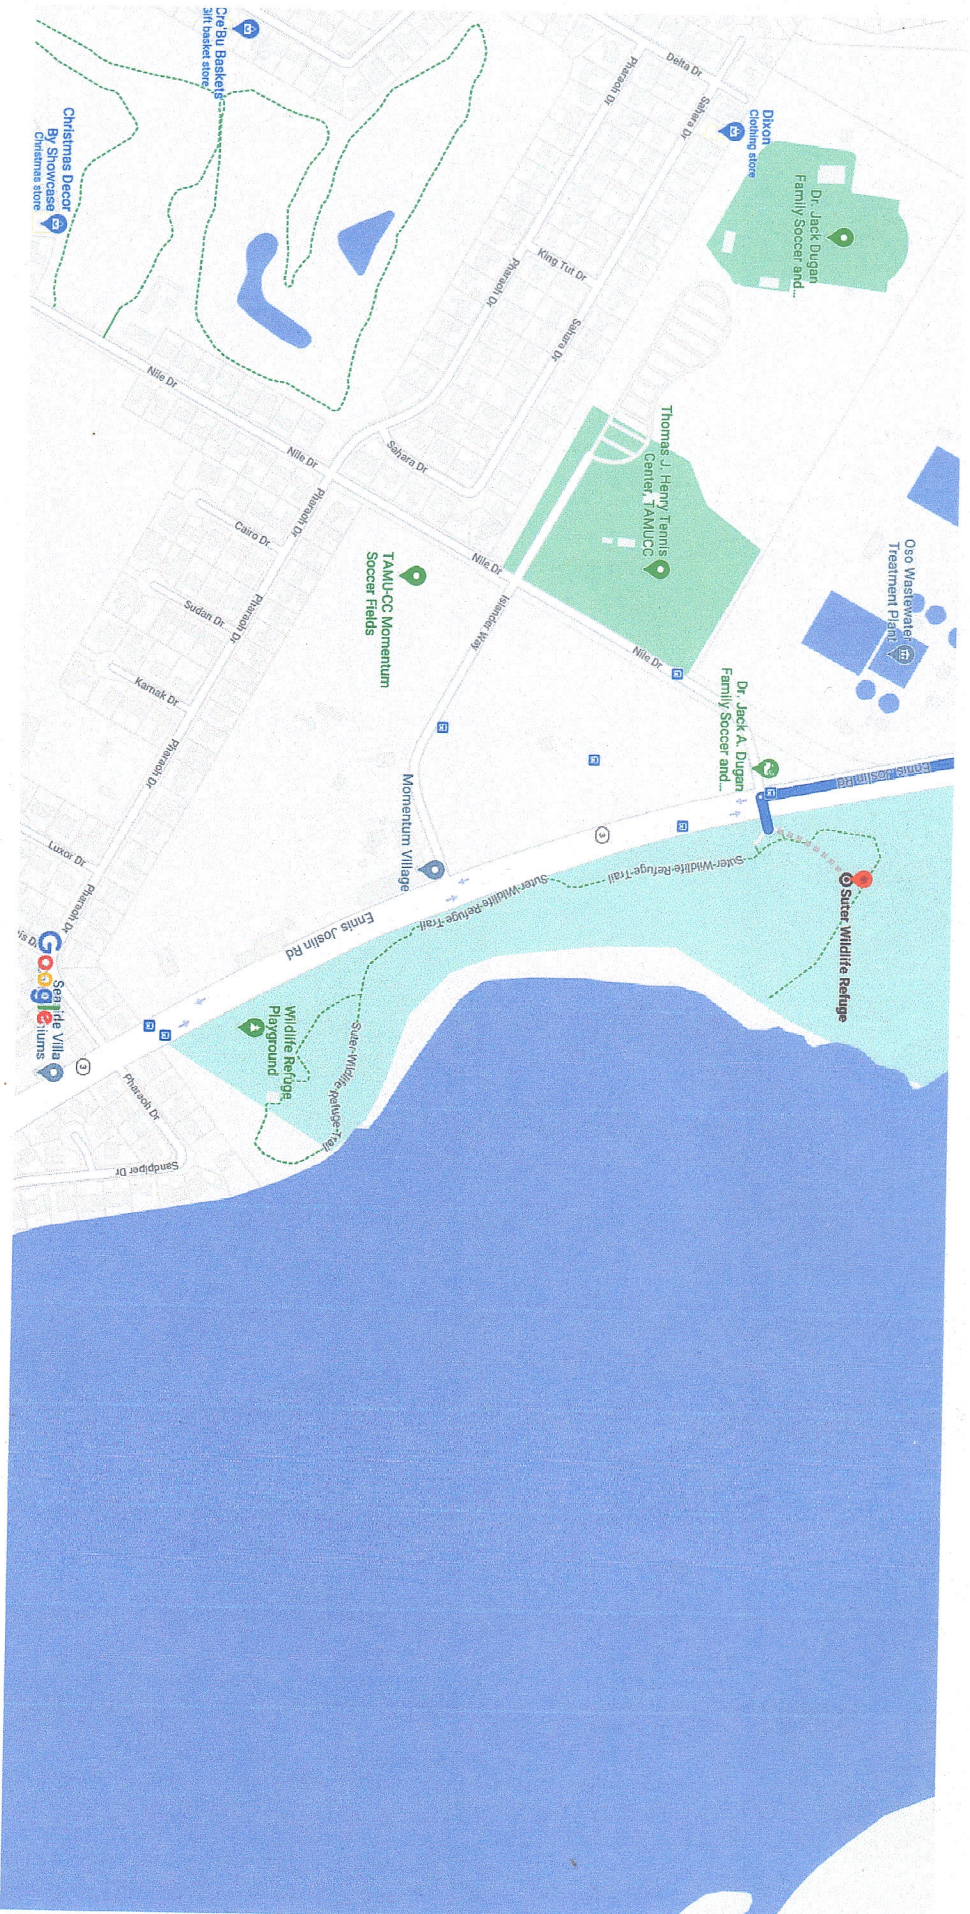 Cre'Bu Baskets
Gift basket store
Christmas Decor
By Showcase
Christmas store
Delta Dr
Pharaoh Dr
Sahara Dr
Dixon
Clothing store
Dr. Jack Dugan
Family Soccer and...
King Tut Dr
Pharaoh Dr
Sahara Dr
Nile Dr
Nile Dr
Sahara Dr
Pharaoh Dr
Thomas J. Henry Tennis
Center, TAMUCC
Oso Wastewater
Treatment Plant
Cairo Dr
Nile Dr
TAMU-CC Momentum
Soccer Fields
Islander Way
Sudan Dr
Pharaoh Dr
Nile Dr
Karnak Dr
Pharaoh Dr
Dr. Jack A. Dugan
Family Soccer and...
Ennis Joslin Rd
Momentum Village
3
Luxor Dr
Pharaoh Dr
Suter-Wildlife-Refuge-Trail
Suter-Wildlife-Refuge-Trail
Suter Wildlife Refuge
Ennis Joslin Rd
Google
Wildlife Refuge
Playground
Suter-Wildlife-Refuge-Trail
3
Pharaoh Dr
Sandpiper Dr